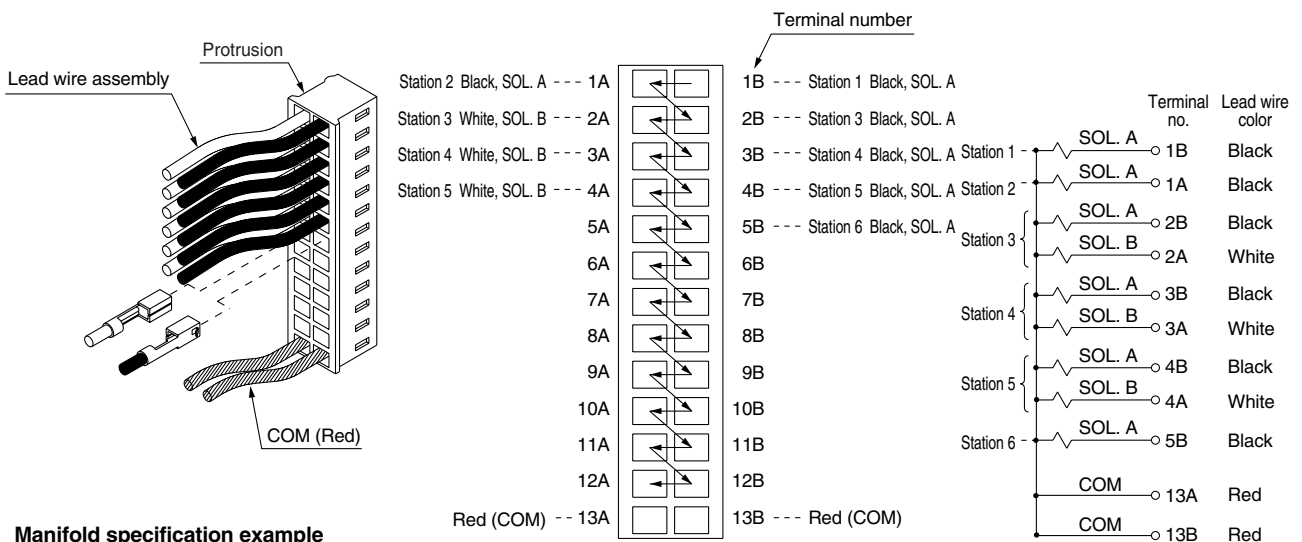 Terminal number
Protrusion
Lead wire assembly
COM (Red)
Station 2 Black, SOL. A --- 1A
1B --- Station 1 Black, SOL. A
Station 3 White, SOL. B --- 2A
2B --- Station 3 Black, SOL. A
Station 4 White, SOL. B --- 3A
3B --- Station 4 Black, SOL. A
Station 5 White, SOL. B --- 4A
4B --- Station 5 Black, SOL. A
5A
5B --- Station 6 Black, SOL. A
6A
6B
7A
7B
8A
8B
9A
9B
10A
10B
11A
11B
12A
12B
Red (COM) -- 13A
13B --- Red (COM)
Terminal no.
Lead wire color
Station 1 - SOL. A 1B Black
Station 2 - SOL. A 1A Black
Station 3 SOL. A 2B Black
SOL. B 2A White
Station 4 SOL. A 3B Black
SOL. B 3A White
Station 5 SOL. A 4B Black
SOL. B 4A White
Station 6 - SOL. A 5B Black
COM 13A Red
COM 13B Red
Manifold specification example